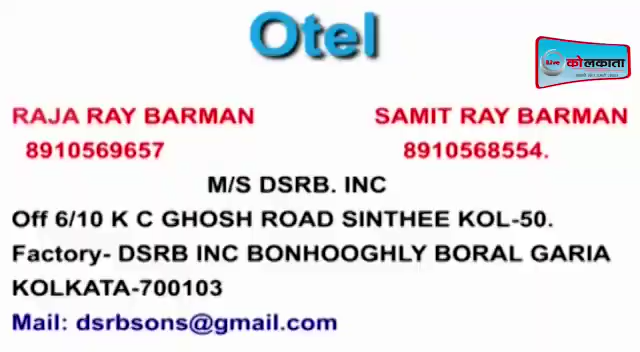 Otel
Live कोलकाता
RAJA RAY BARMAN SAMIT RAY BARMAN
8910569657 8910568554.
M/S DSRB. INC
Off 6/10 K C GHOSH ROAD SINTHEE KOL-50.
Factory- DSRB INC BONHOOGHLY BORAL GARIA
KOLKATA-700103
Mail: dsrbsons@gmail.com